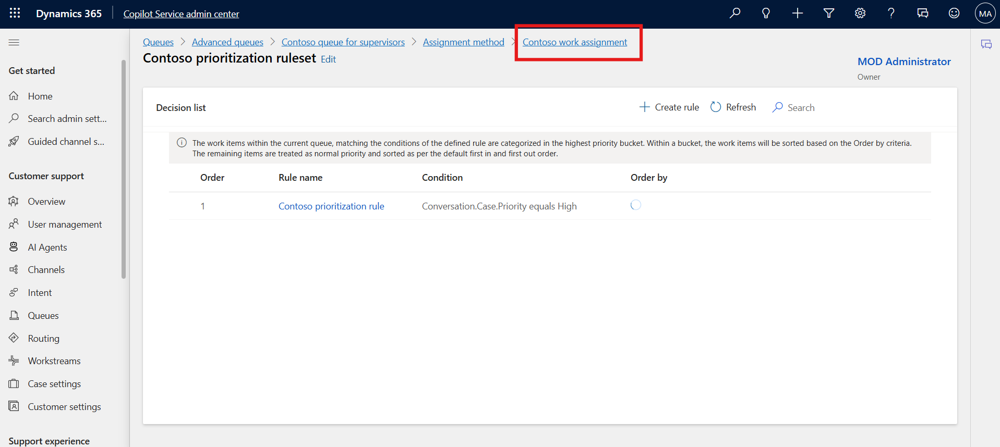 Dynamics 365
Copilot Service admin center
MA
Queues > Advanced queues > Contoso queue for supervisors > Assignment method > Contoso work assignment
Contoso prioritization ruleset Edit
MOD Administrator
Owner
Get started
Home
Search admin sett...
Guided channel s...
Customer support
Overview
User management
AI Agents
Channels
Intent
Queues
Routing
Workstreams
Case settings
Customer settings
Support experience
Decision list
Create rule
Refresh
Search
The work items within the current queue, matching the conditions of the defined rule are categorized in the highest priority bucket. Within a bucket, the work items will be sorted based on the Order by criteria.
The remaining items are treated as normal priority and sorted as per the default first in and first out order.
Order Rule name Condition Order by
1 Contoso prioritization rule Conversation.Case.Priority equals High